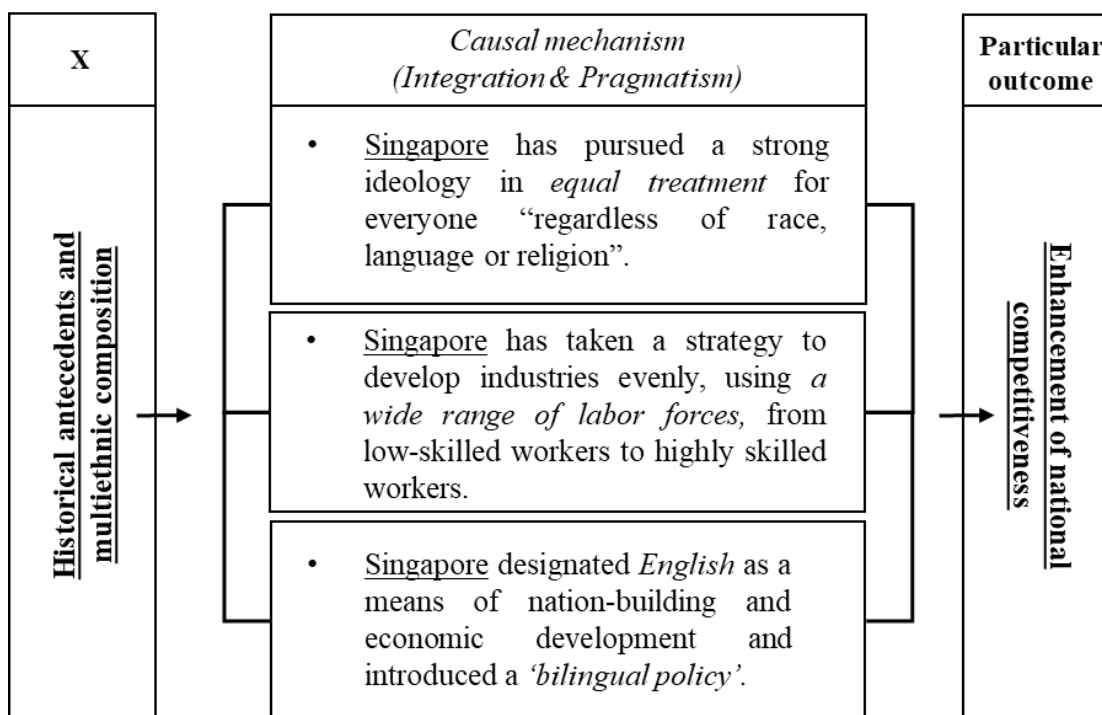 X
Historical antecedents and
multiethnic composition
Causal mechanism
(Integration & Pragmatism)
• Singapore has pursued a strong
ideology in equal treatment for
everyone “regardless of race,
language or religion”.
• Singapore has taken a strategy to
develop industries evenly, using a
wide range of labor forces, from
low-skilled workers to highly skilled
workers.
• Singapore designated English as a
means of nation-building and
economic development and
introduced a ‘bilingual policy’.
Particular
outcome
Enhancement of national
competitiveness